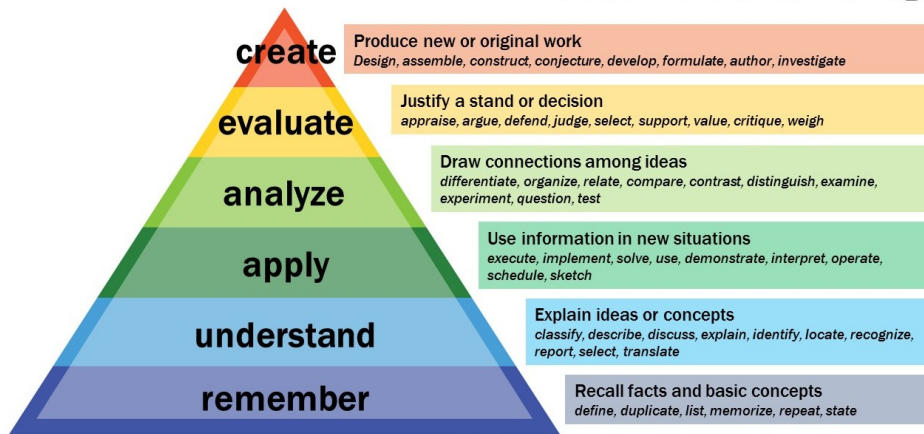 create
Produce new or original work
Design, assemble, construct, conjecture, develop, formulate, author, investigate
evaluate
Justify a stand or decision
appraise, argue, defend, judge, select, support, value, critique, weigh
analyze
Draw connections among ideas
differentiate, organize, relate, compare, contrast, distinguish, examine,
experiment, question, test
apply
Use information in new situations
execute, implement, solve, use, demonstrate, interpret, operate,
schedule, sketch
understand
Explain ideas or concepts
classify, describe, discuss, explain, identify, locate, recognize,
report, select, translate
remember
Recall facts and basic concepts
define, duplicate, list, memorize, repeat, state